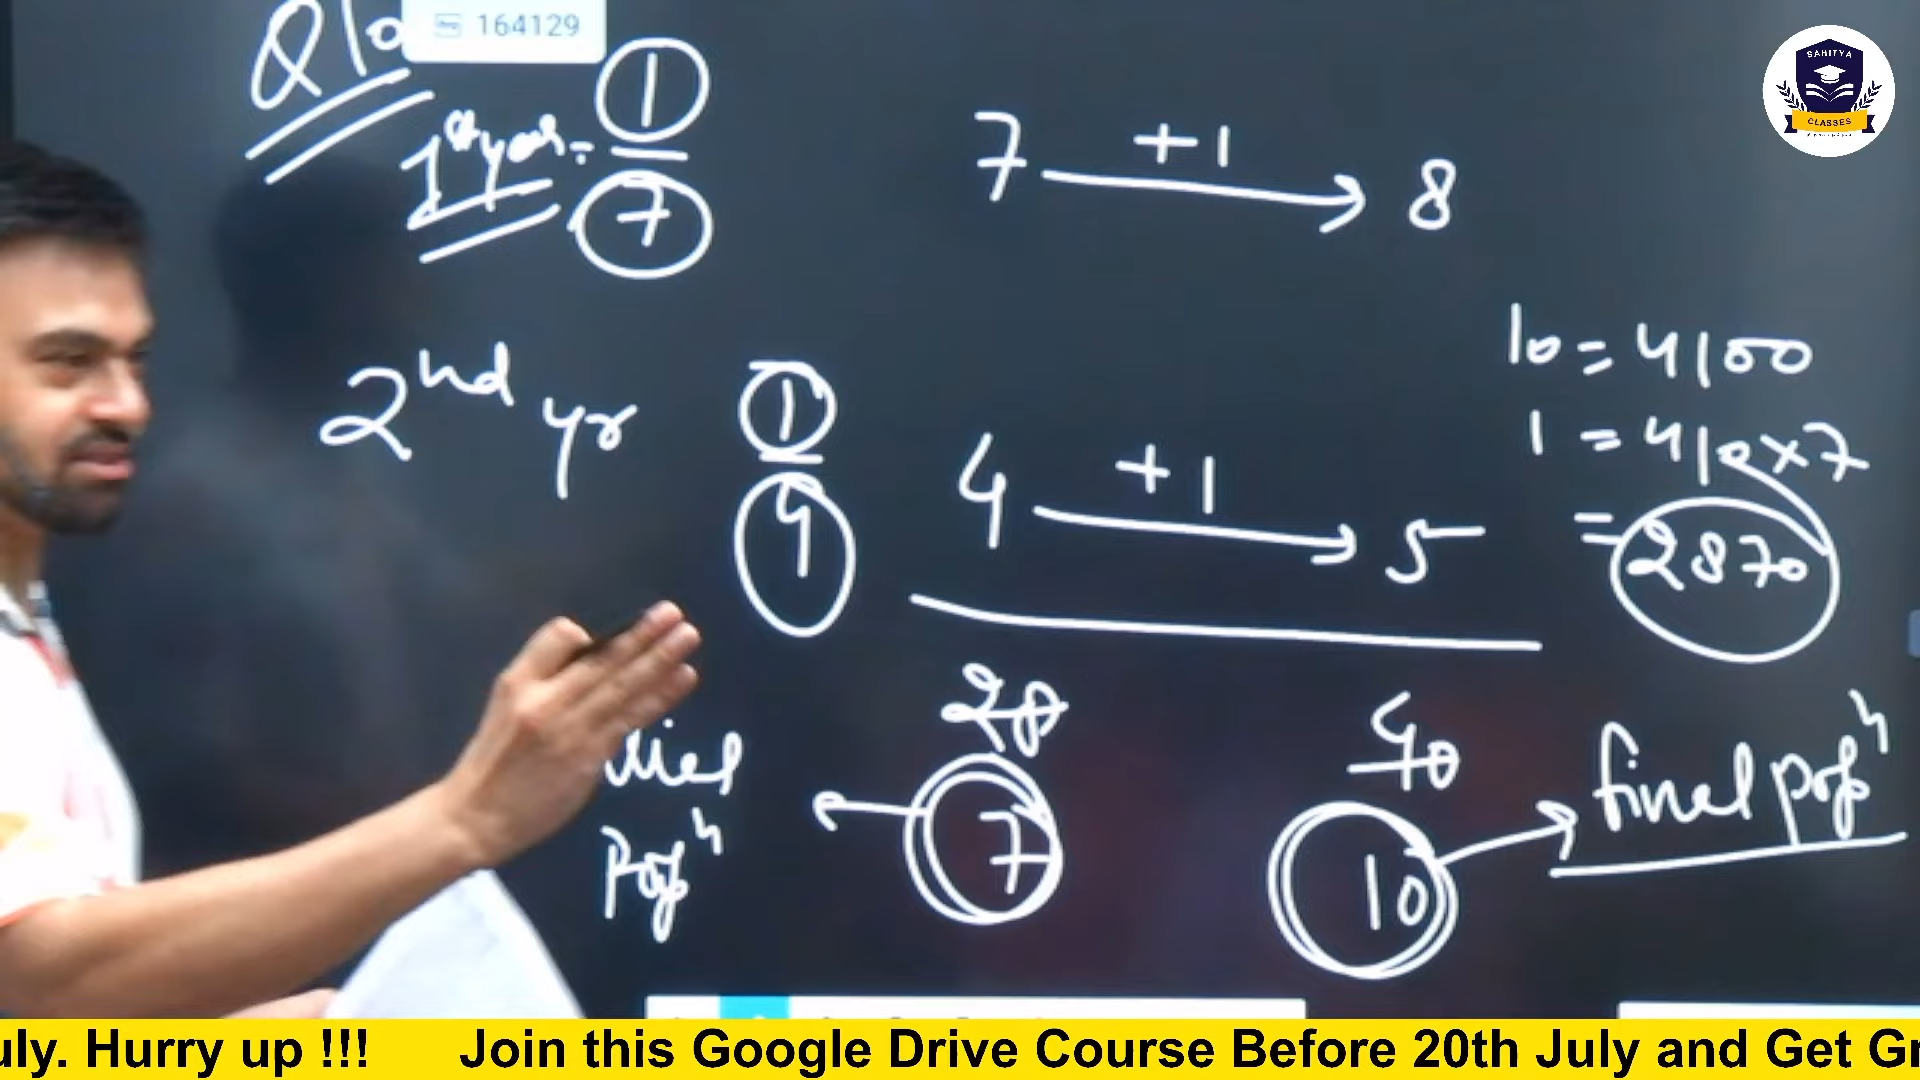 Q10
164129
1st year =
1
7
7 +1 → 8
2nd yr
1
4
4 +1 → 5
10 = 4100
1 = 410 × 7
= 2870
28
40
7
10
final popn
popn
SAHITYA
CLASSES
uly. Hurry up !!! Join this Google Drive Course Before 20th July and Get Gr